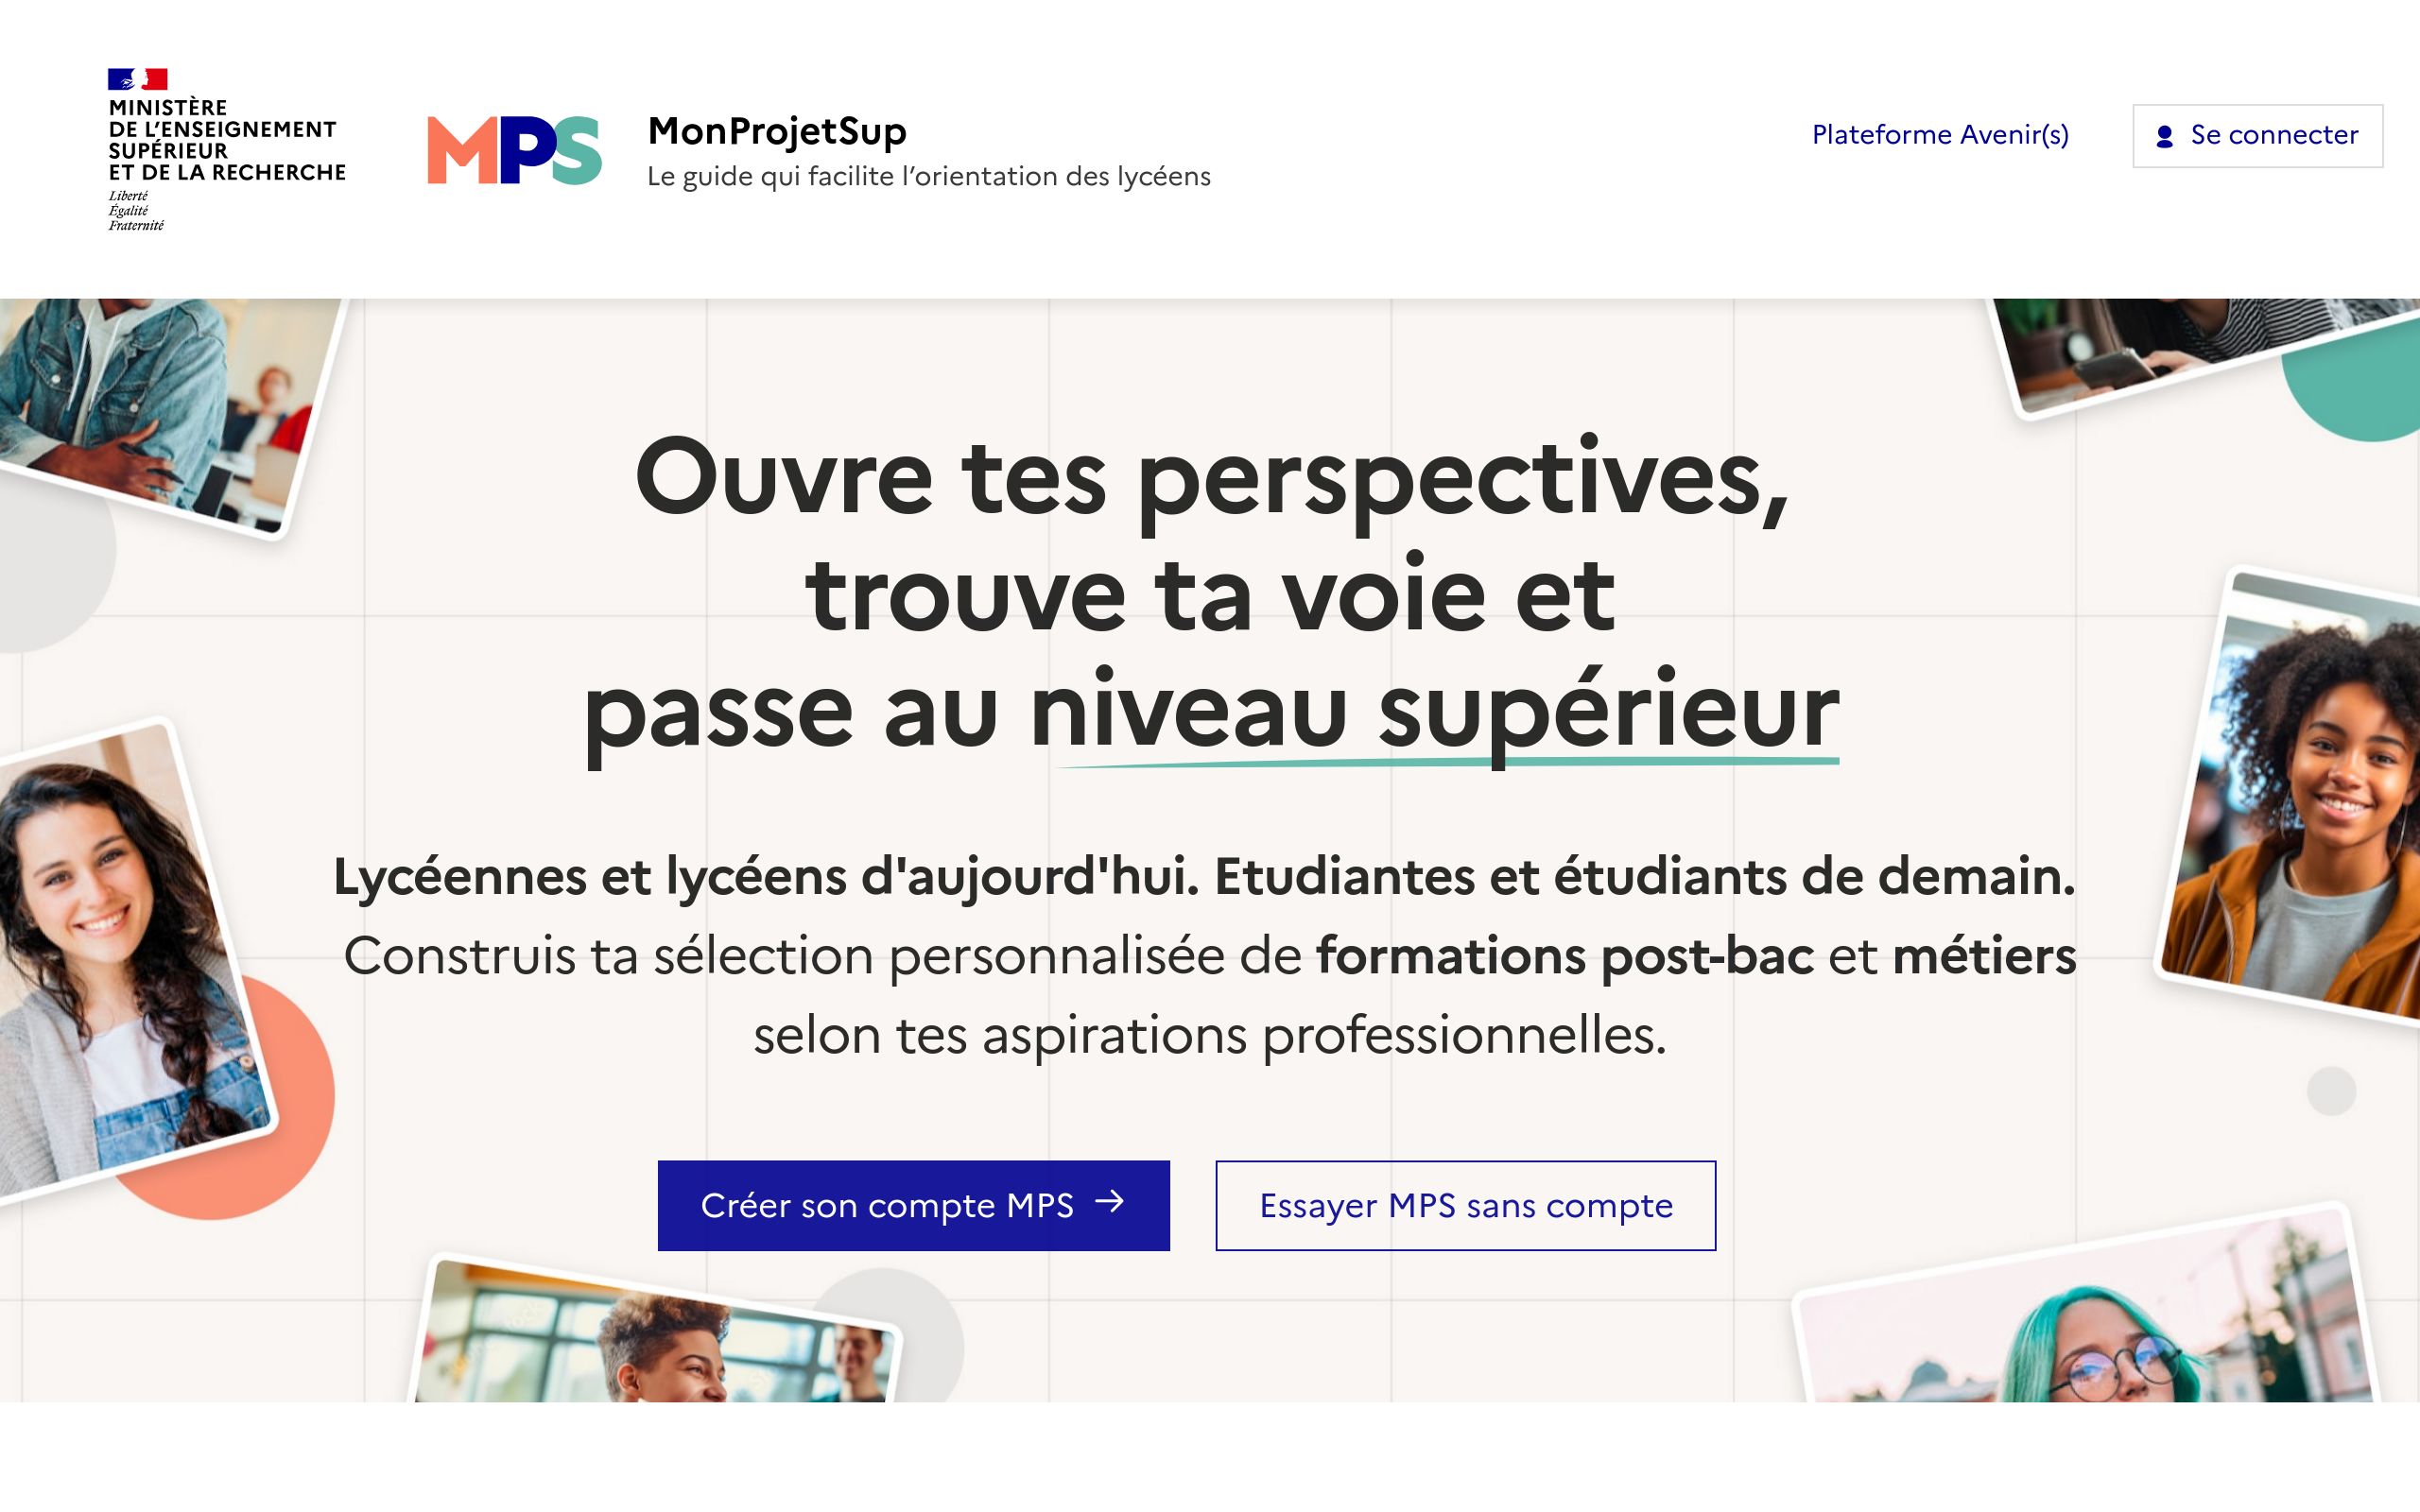 MINISTÈRE
DE L’ENSEIGNEMENT
SUPÉRIEUR
ET DE LA RECHERCHE
Liberté
Égalité
Fraternité
MPS
MonProjetSup
Le guide qui facilite l’orientation des lycéens
Plateforme Avenir(s)
Se connecter
Ouvre tes perspectives,
trouve ta voie et
passe au niveau supérieur
Lycéennes et lycéens d'aujourd'hui. Etudiantes et étudiants de demain.
Construis ta sélection personnalisée de formations post-bac et métiers
selon tes aspirations professionnelles.
Créer son compte MPS →
Essayer MPS sans compte